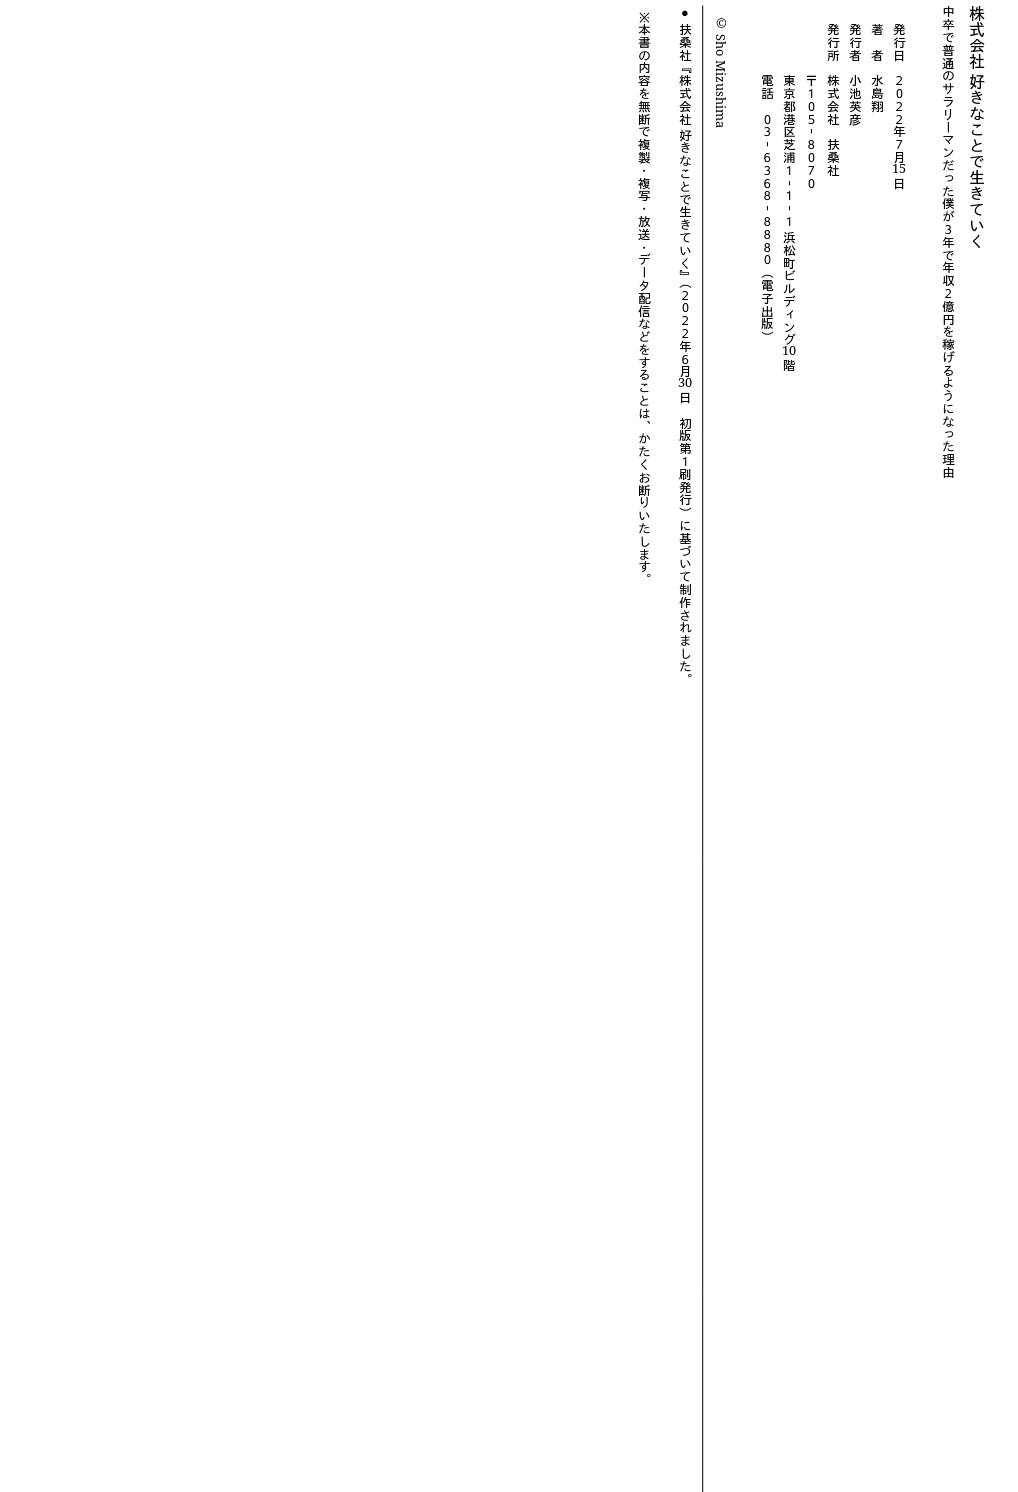 株式会社 好きなことで生きていく
中卒で普通のサラリーマンだった僕が3年で年収2億円を稼げるようになった理由
発行日　2022年7月15日
著　者　水島翔
発行者　小池英彦
発行所　株式会社　扶桑社
〒105-8070
東京都港区芝浦1-1-1 浜松町ビルディング10階
電話　03-6368-8880（電子出版）
© Sho Mizushima
●扶桑社『株式会社 好きなことで生きていく』（2022年6月30日　初版第1刷発行）に基づいて制作されました。
※本書の内容を無断で複製・複写・放送・データ配信などをすることは、かたくお断りいたします。